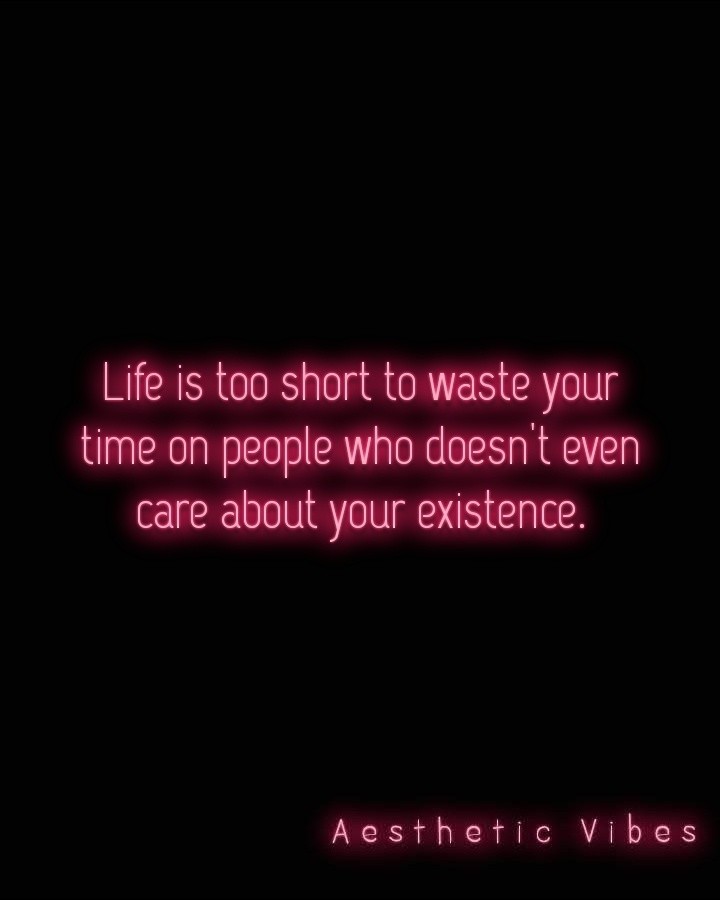 Life is too short to waste your
time on people who doesn't even
care about your existence.
Aesthetic Vibes